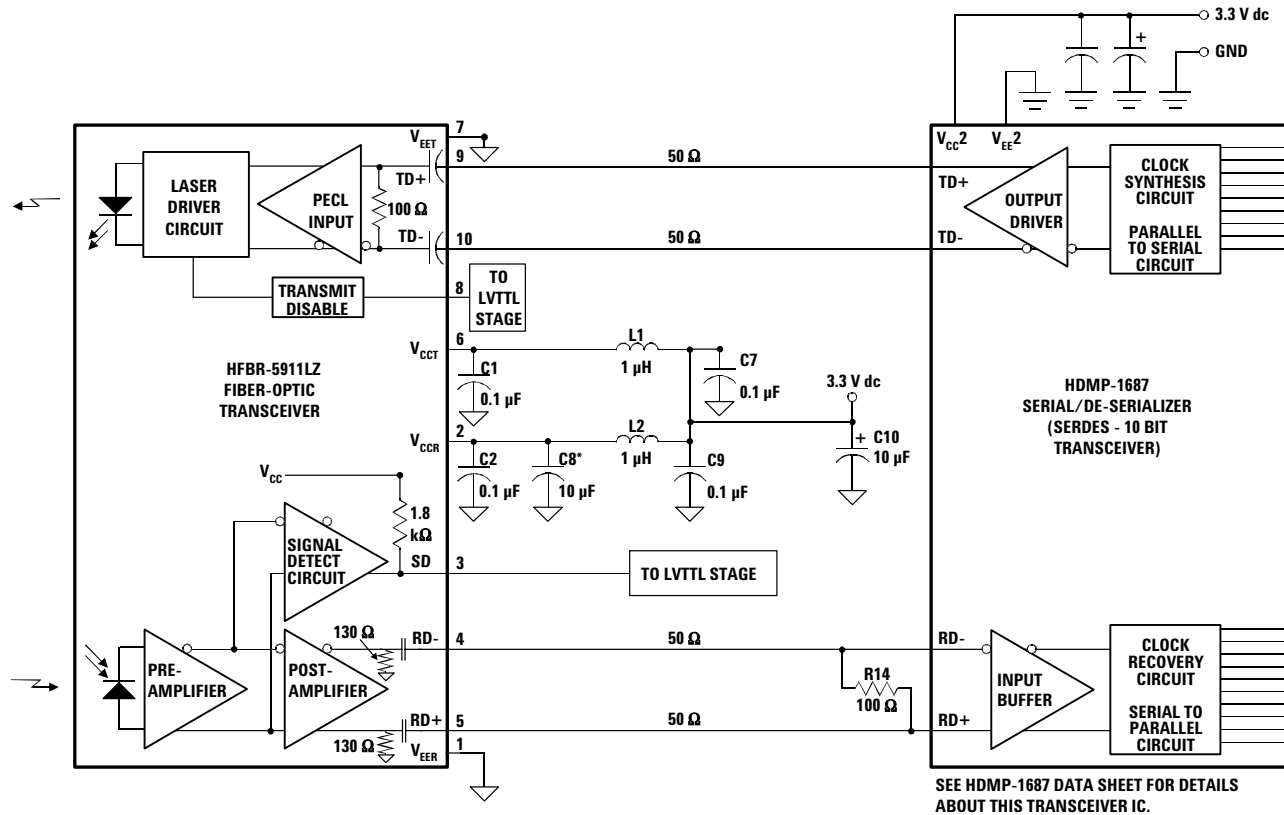 3.3 V dc
GND
V_EET
7
9
TD+
100 Ω
TD-
10
LASER
DRIVER
CIRCUIT
PECL
INPUT
TRANSMIT
DISABLE
8
TO
LVTTL
STAGE
50 Ω
50 Ω
V_CC2
V_EE2
TD+
TD-
OUTPUT
DRIVER
CLOCK
SYNTHESIS
CIRCUIT
PARALLEL
TO SERIAL
CIRCUIT
HFBR-5911LZ
FIBER-OPTIC
TRANSCEIVER
V_CCT
6
C1
0.1 µF
L1
1 µH
C7
0.1 µF
3.3 V dc
C10
+
10 µF
V_CCR
2
C2
0.1 µF
C8*
10 µF
L2
1 µH
C9
0.1 µF
+
HDMP-1687
SERIAL/DE-SERIALIZER
(SERDES - 10 BIT
TRANSCEIVER)
V_CC
1.8
kΩ
SIGNAL
DETECT
CIRCUIT
SD
3
TO LVTTL STAGE
PRE-
AMPLIFIER
POST-
AMPLIFIER
130 Ω
RD-
4
50 Ω
130 Ω
RD+
5
50 Ω
V_EER
1
R14
100 Ω
RD-
RD+
INPUT
BUFFER
CLOCK
RECOVERY
CIRCUIT
SERIAL TO
PARALLEL
CIRCUIT
SEE HDMP-1687 DATA SHEET FOR DETAILS
ABOUT THIS TRANSCEIVER IC.